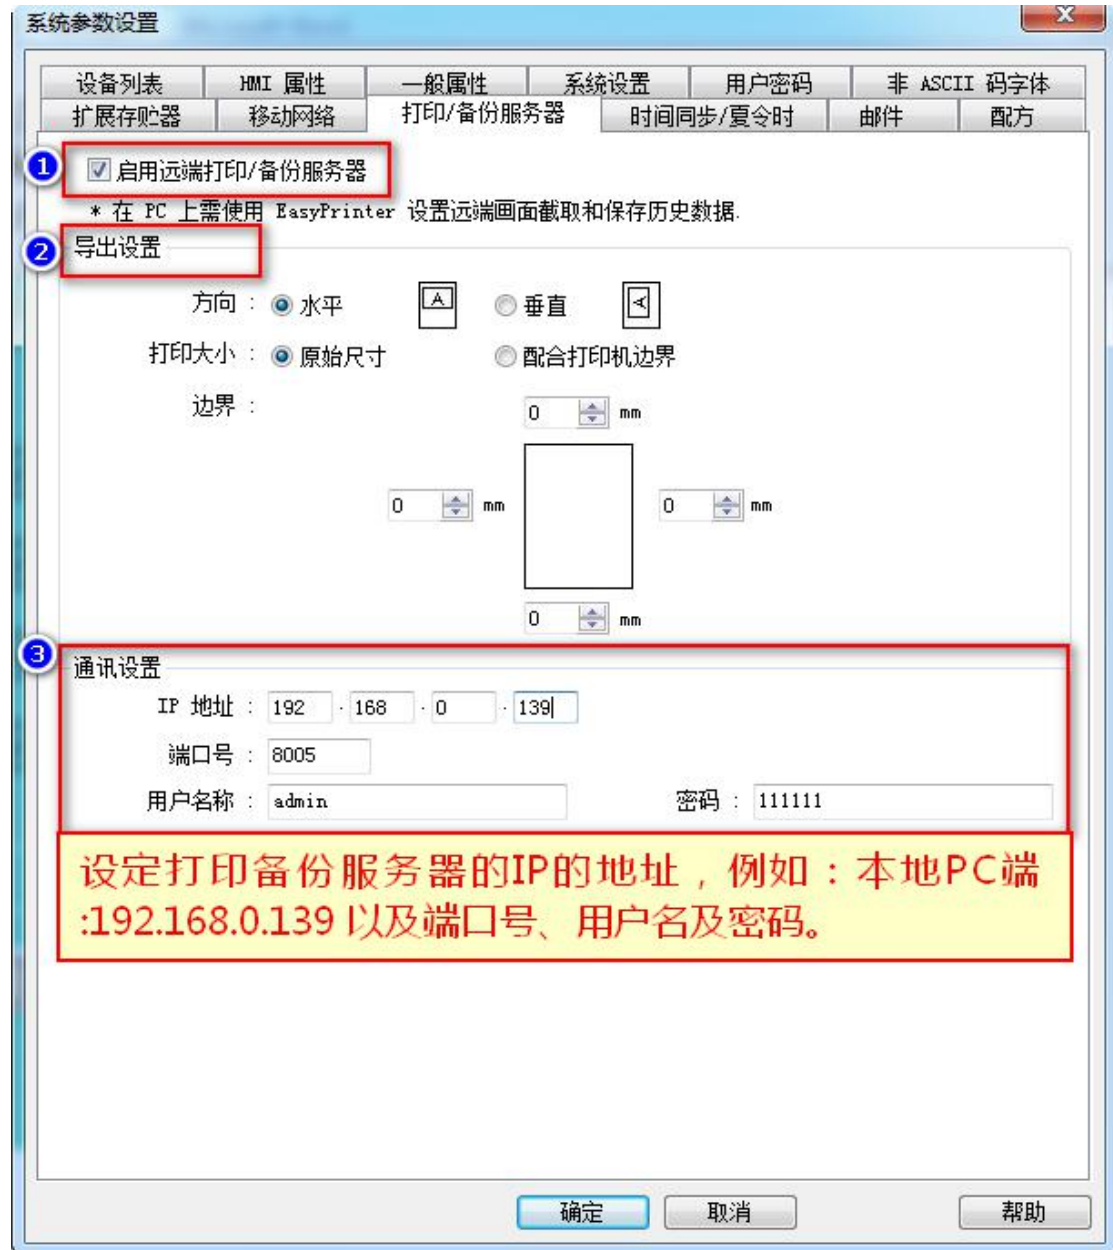 系统参数设置
设备列表 HMI 属性 一般属性 系统设置 用户密码 非 ASCII 码字体
扩展存贮器 移动网络 打印/备份服务器 时间同步/夏令时 邮件 配方
1 启用远端打印/备份服务器
* 在 PC 上需使用 EasyPrinter 设置远端画面截取和保存历史数据.
2 导出设置
方向 : 水平 A 垂直 A
打印大小 : 原始尺寸 配合打印机边界
边界 : 0 mm
0 mm 0 mm
0 mm
3 通讯设置
IP 地址 : 192 . 168 . 0 . 139
端口号 : 8005
用户名称 : admin 密码 : 111111
设定打印备份服务器的IP的地址，例如：本地PC端
:192.168.0.139 以及端口号、用户名及密码。
确定 取消 帮助